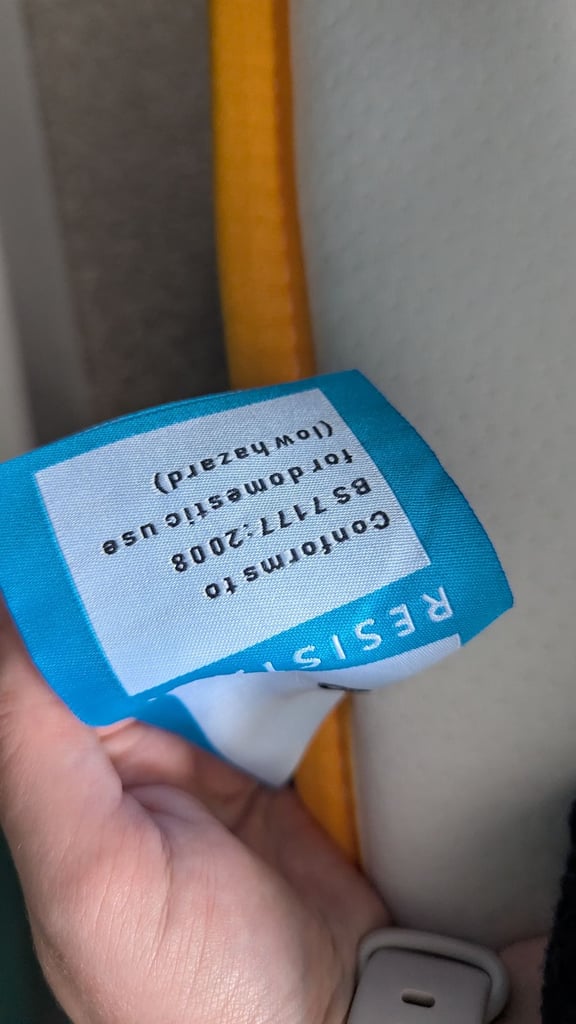 RESIS
Conforms to
BS 7177:2008
for domestic use
(low hazard)